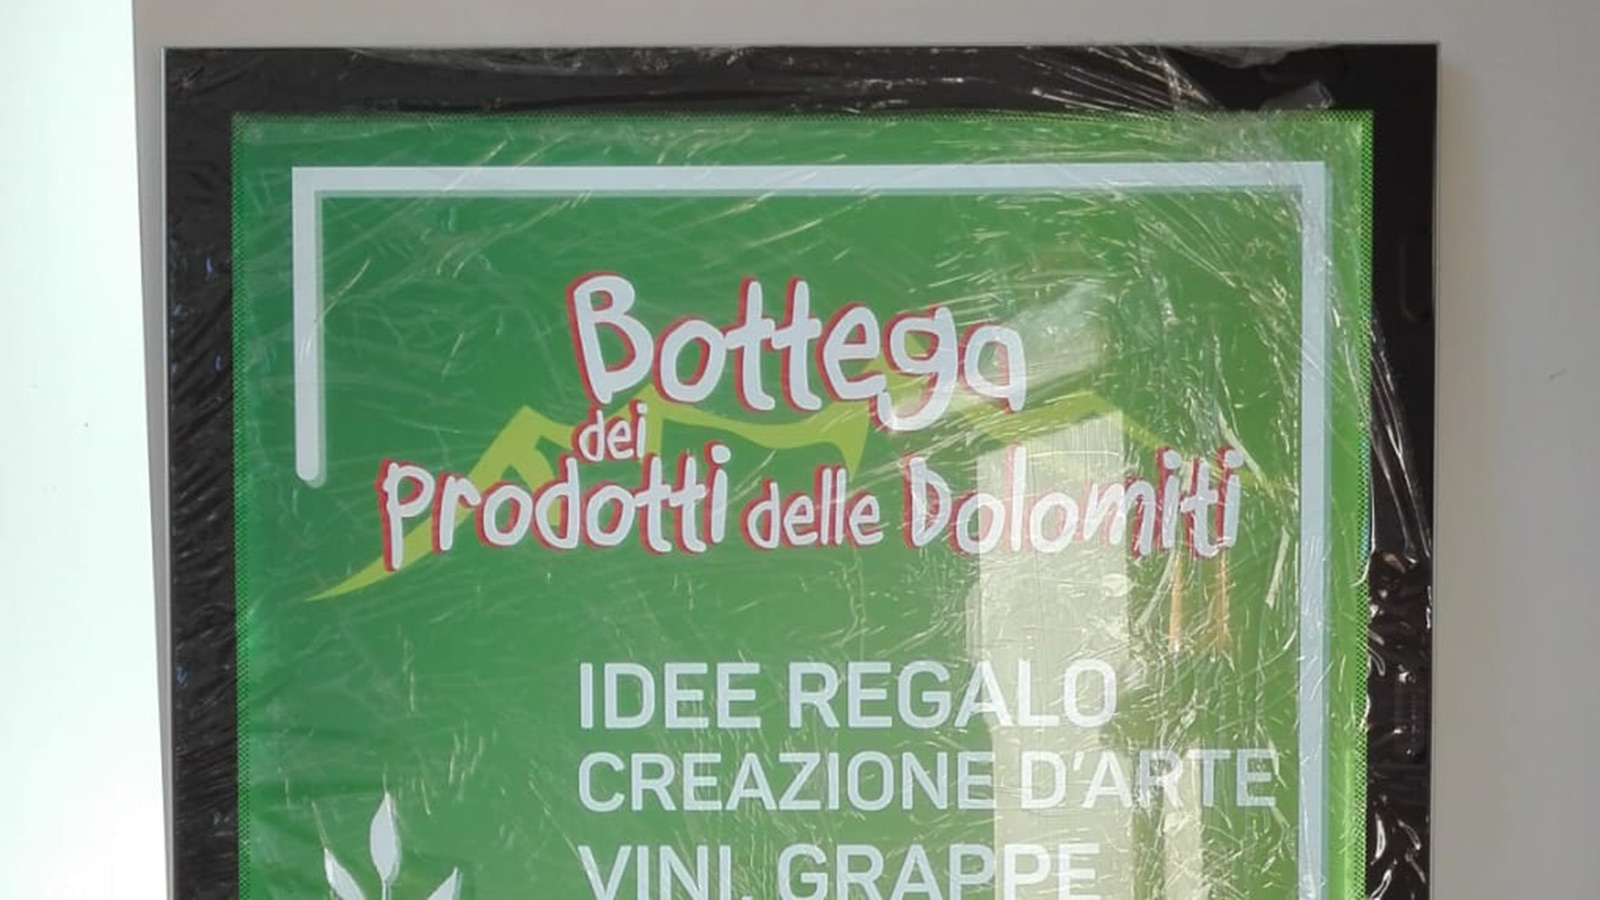 Bottega
dei
Prodotti delle Dolomiti
IDEE REGALO
CREAZIONE D'ARTE
VINI, GRAPPE